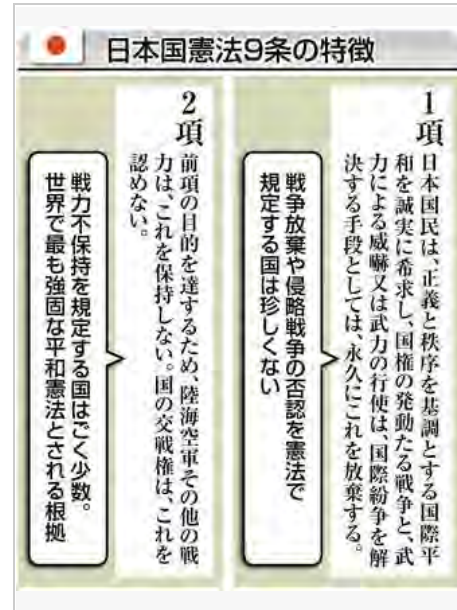 日本国憲法9条の特徴
1項
日本国民は、正義と秩序を基調とする国際平
和を誠実に希求し、国権の発動たる戦争と、武
力による威嚇又は武力の行使は、国際紛争を解
決する手段としては、永久にこれを放棄する。
戦争放棄や侵略戦争の否認を憲法で
規定する国は珍しくない
2項
前項の目的を達するため、陸海空軍その他の戦
力は、これを保持しない。国の交戦権は、これを
認めない。
戦力不保持を規定する国はごく少数。
世界で最も強固な平和憲法とされる根拠